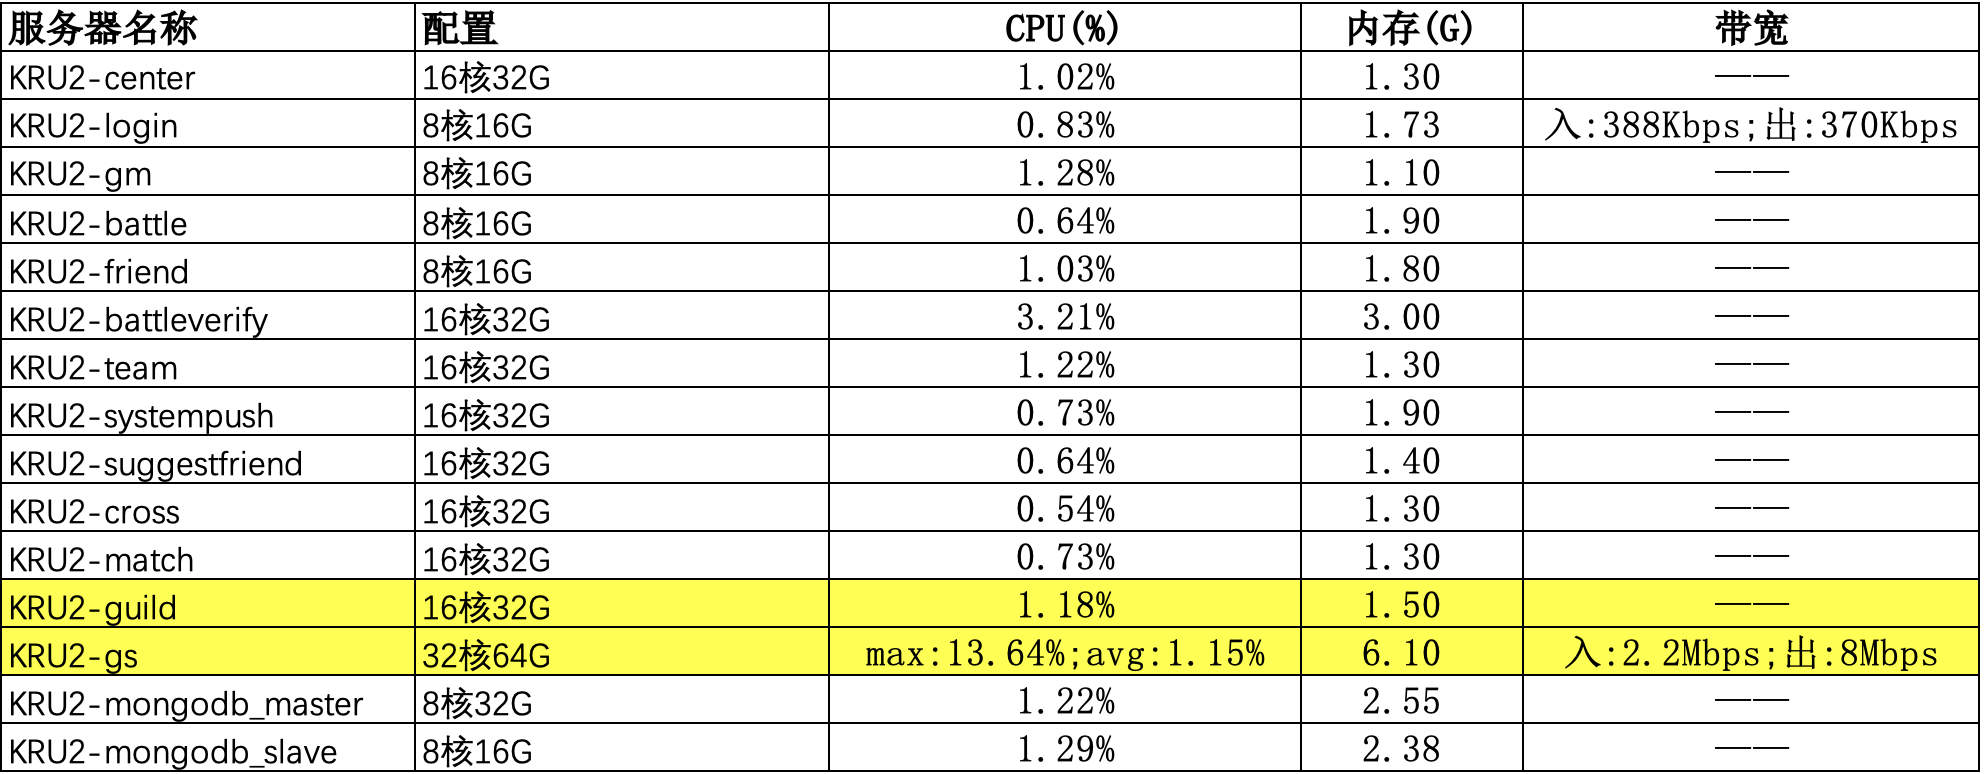 服务器名称 配置 CPU(%) 内存(G) 带宽
KRU2-center 16核32G 1.02% 1.30 ——
KRU2-login 8核16G 0.83% 1.73 入:388Kbps;出:370Kbps
KRU2-gm 8核16G 1.28% 1.10 ——
KRU2-battle 8核16G 0.64% 1.90 ——
KRU2-friend 8核16G 1.03% 1.80 ——
KRU2-battleverify 16核32G 3.21% 3.00 ——
KRU2-team 16核32G 1.22% 1.30 ——
KRU2-systempush 16核32G 0.73% 1.90 ——
KRU2-suggestfriend 16核32G 0.64% 1.40 ——
KRU2-cross 16核32G 0.54% 1.30 ——
KRU2-match 16核32G 0.73% 1.30 ——
KRU2-guild 16核32G 1.18% 1.50 ——
KRU2-gs 32核64G max:13.64%;avg:1.15% 6.10 入:2.2Mbps;出:8Mbps
KRU2-mongodb_master 8核32G 1.22% 2.55 ——
KRU2-mongodb_slave 8核16G 1.29% 2.38 ——